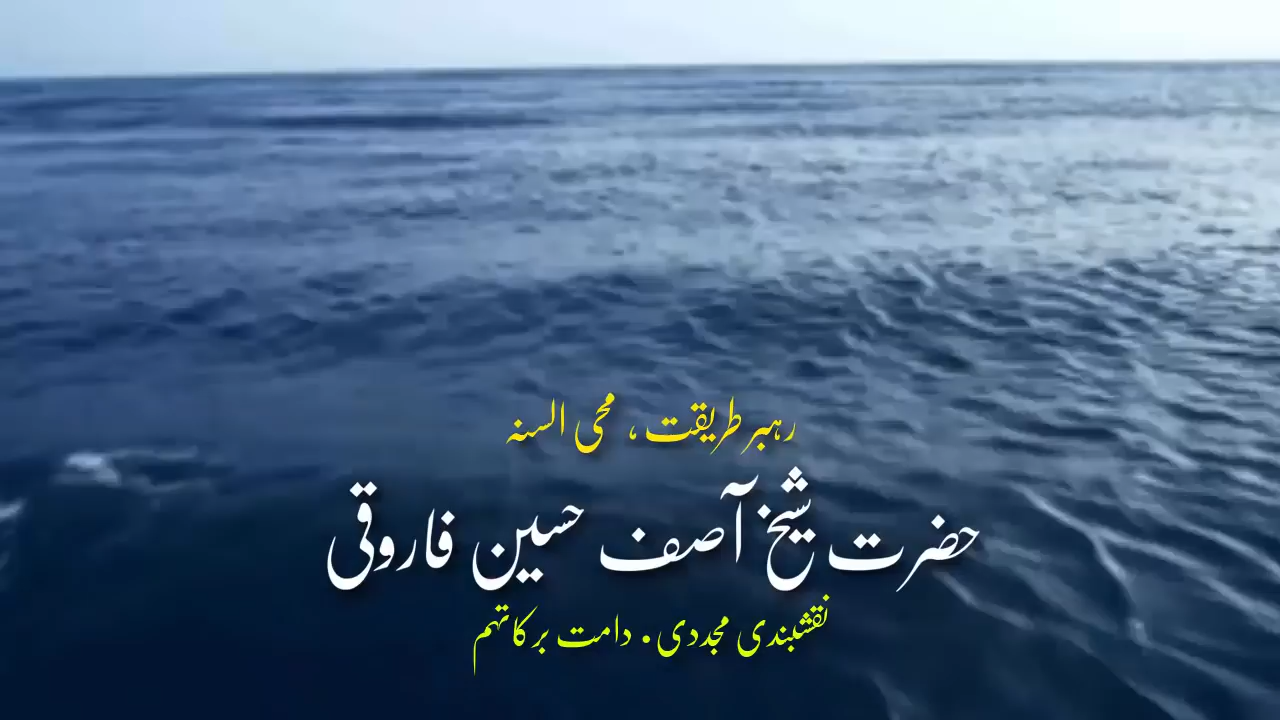 رہبر طریقت، محی السنہ
حضرت شیخ آصف حسین فاروقی
نقشبندی مجددی. دامت برکاتہم